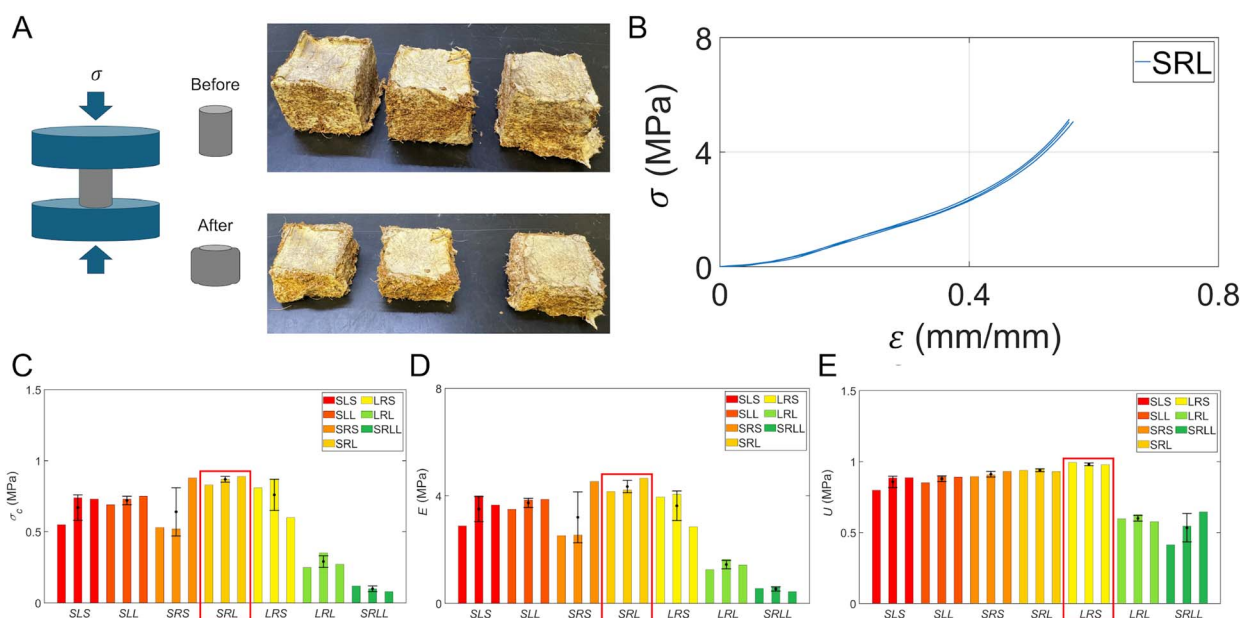 A
σ
Before
After
B
8
4
0
σ (MPa)
SRL
0
0.4
0.8
ε (mm/mm)
C
1.5
1
0.5
0
σc (MPa)
SLS
LRS
SLL
LRL
SRS
SRLL
SRL
SLS
SLL
SRS
SRL
LRS
LRL
SRLL
D
8
4
0
E (MPa)
SLS
LRS
SLL
LRL
SRS
SRLL
SRL
SLS
SLL
SRS
SRL
LRS
LRL
SRLL
E
1.5
1
0.5
0
U (MPa)
SLS
LRS
SLL
LRL
SRS
SRLL
SRL
SLS
SLL
SRS
SRL
LRS
LRL
SRLL